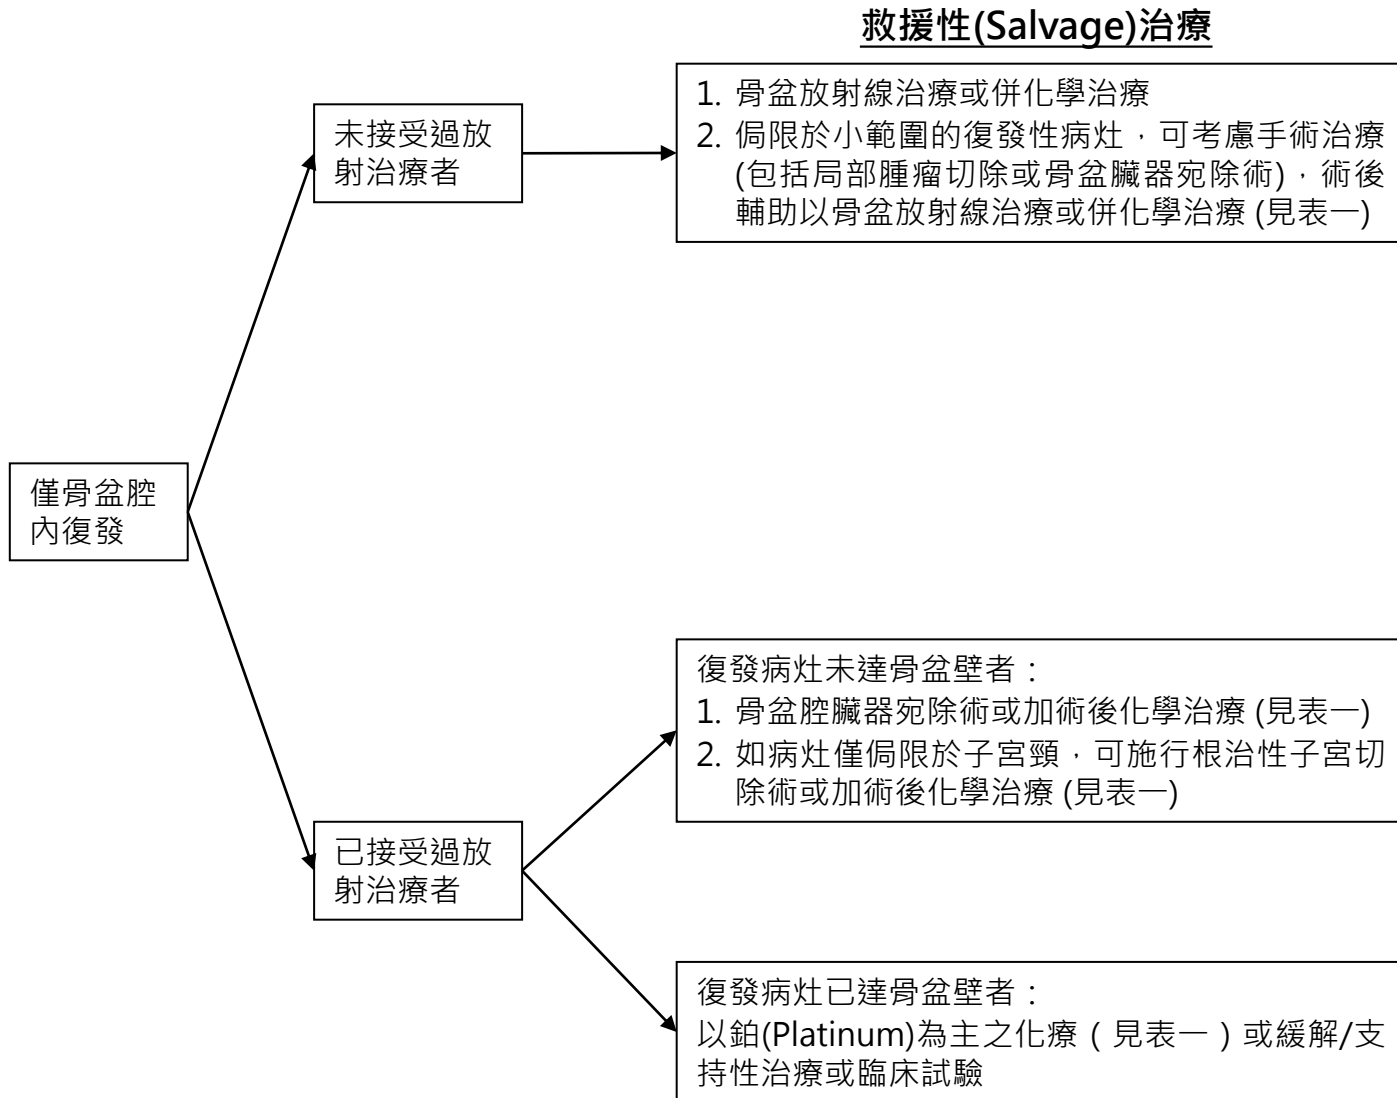 救援性(Salvage)治療
未接受過放
射治療者
1. 骨盆放射線治療或併化學治療
2. 侷限於小範圍的復發性病灶，可考慮手術治療
(包括局部腫瘤切除或骨盆臟器宛除術)，術後
輔助以骨盆放射線治療或併化學治療 (見表一)
僅骨盆腔
內復發
復發病灶未達骨盆壁者：
1. 骨盆腔臟器宛除術或加術後化學治療 (見表一)
2. 如病灶僅侷限於子宮頸，可施行根治性子宮切
除術或加術後化學治療 (見表一)
已接受過放
射治療者
復發病灶已達骨盆壁者：
以鉑(Platinum)為主之化療（見表一）或緩解/支
持性治療或臨床試驗